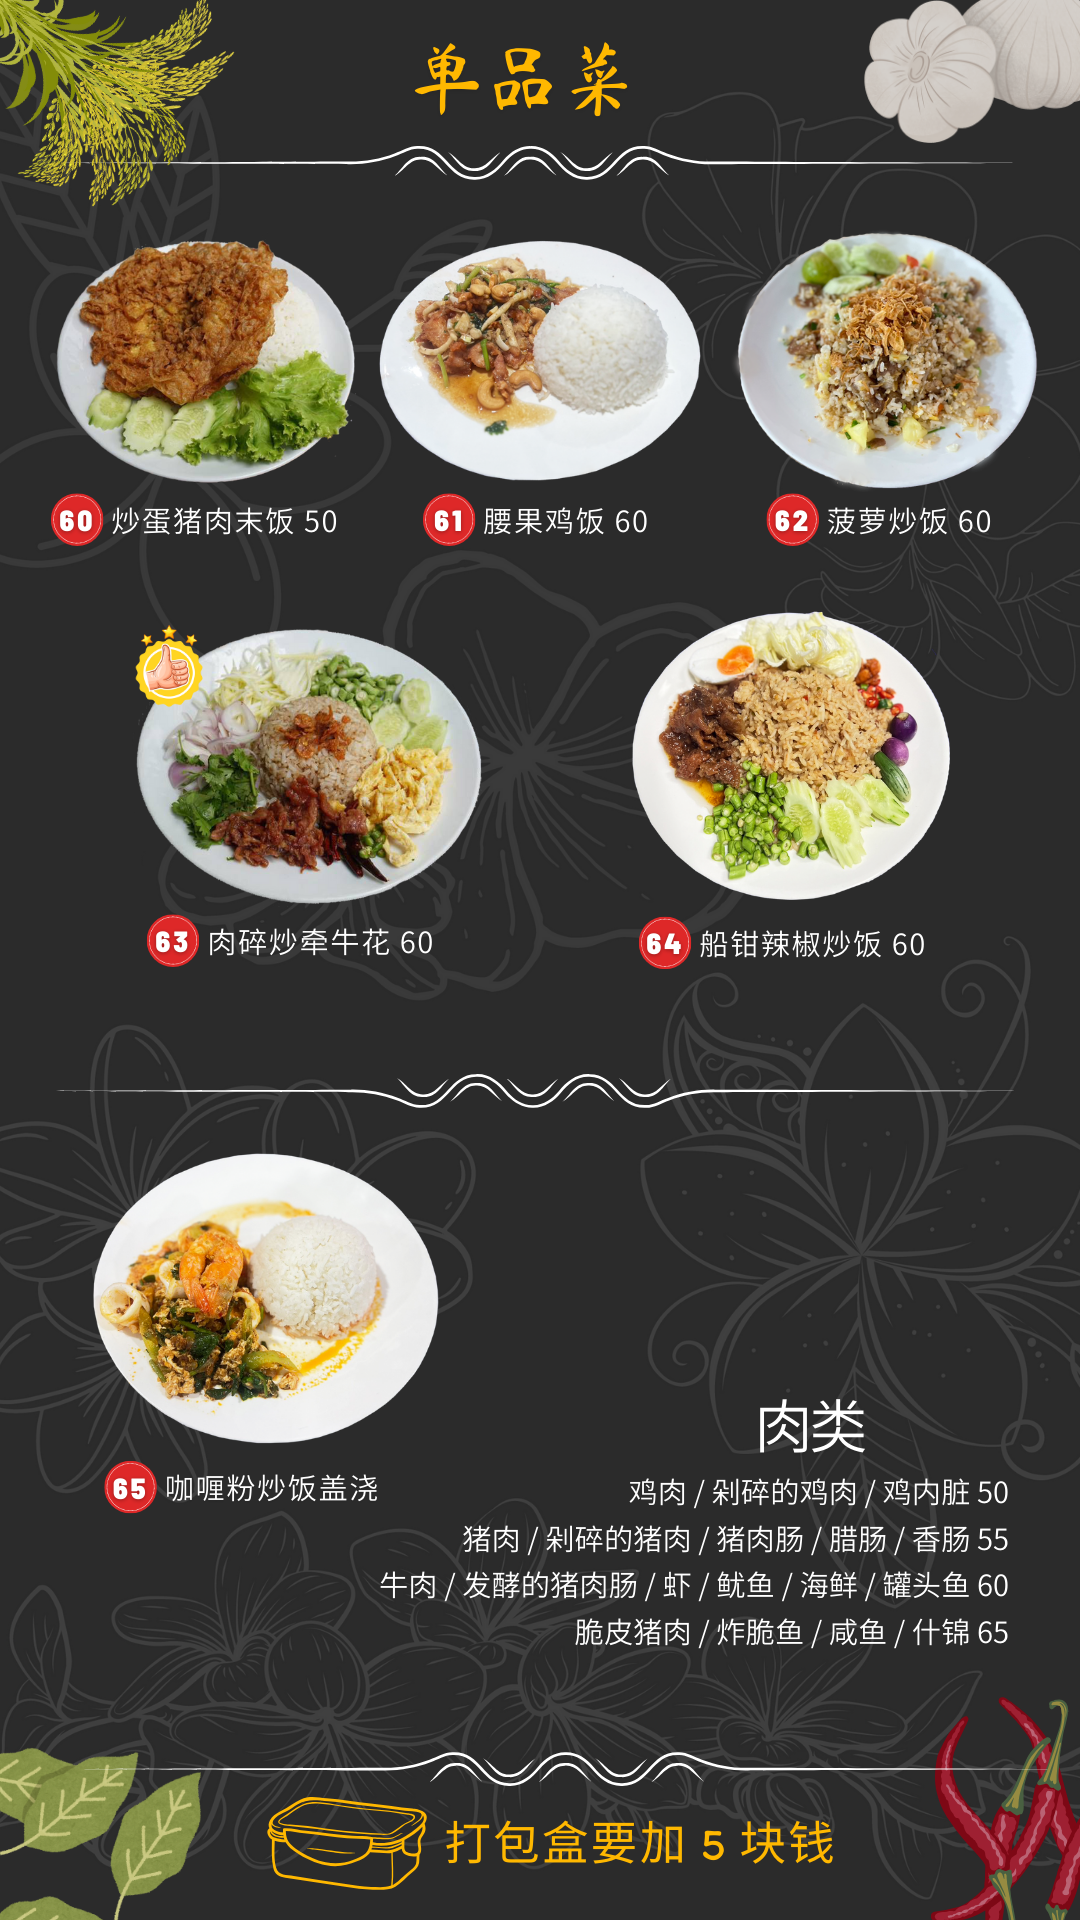 单品菜
60 炒蛋猪肉末饭 50
61 腰果鸡饭 60
62 菠萝炒饭 60
63 肉碎炒牵牛花 60
64 船钳辣椒炒饭 60
65 咖喱粉炒饭盖浇
肉类
鸡肉 / 剁碎的鸡肉 / 鸡内脏 50
猪肉 / 剁碎的猪肉 / 猪肉肠 / 腊肠 / 香肠 55
牛肉 / 发酵的猪肉肠 / 虾 / 鱿鱼 / 海鲜 / 罐头鱼 60
脆皮猪肉 / 炸脆鱼 / 咸鱼 / 什锦 65
打包盒要加 5 块钱